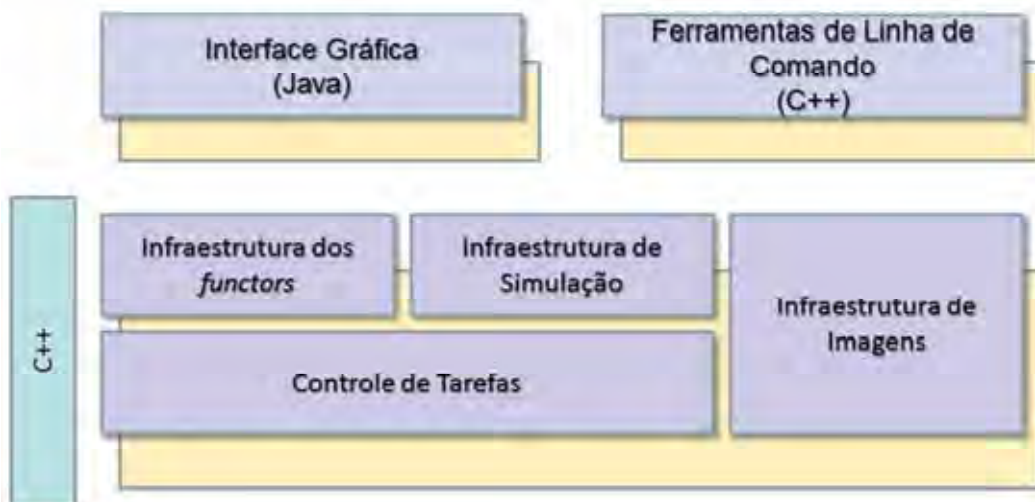 Interface Gráfica
(Java)
Ferramentas de Linha de
Comando
(C++)
C++
Infraestrutura dos
functors
Infraestrutura de
Simulação
Infraestrutura de
Imagens
Controle de Tarefas